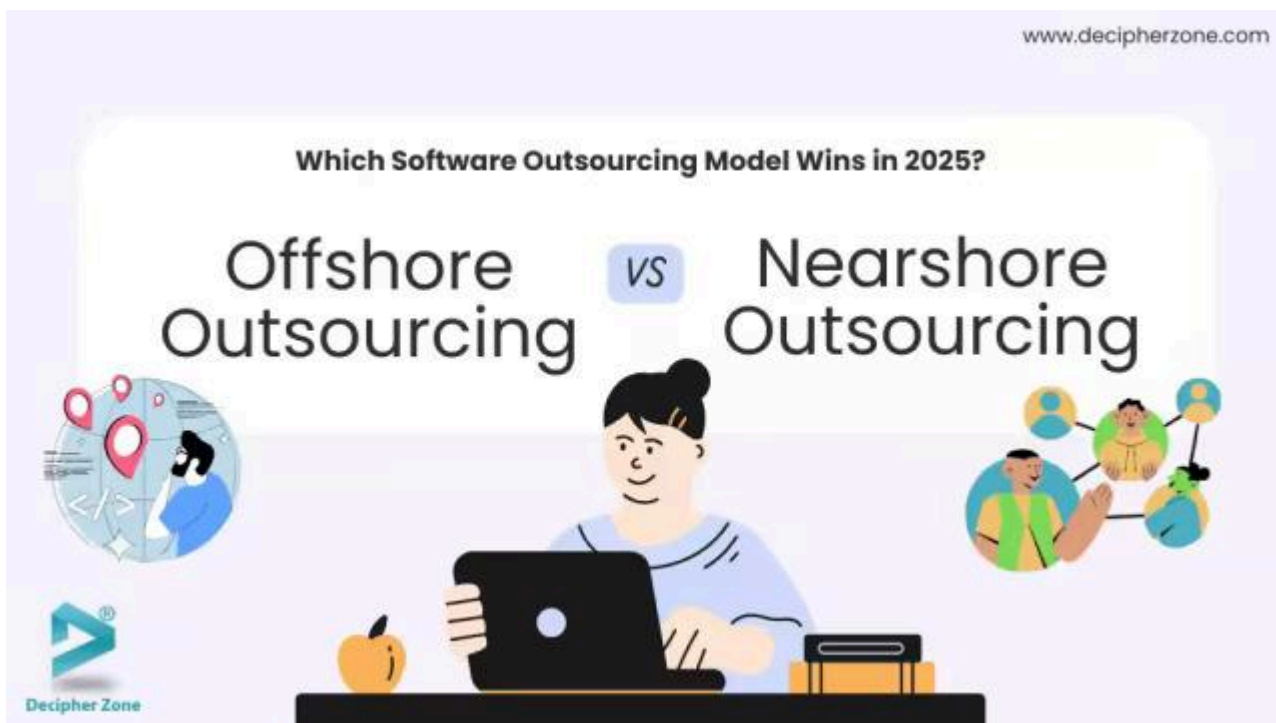 www.decipherzone.com
Which Software Outsourcing Model Wins in 2025?
Offshore
Outsourcing
VS
Nearshore
Outsourcing
</>
®
Decipher Zone